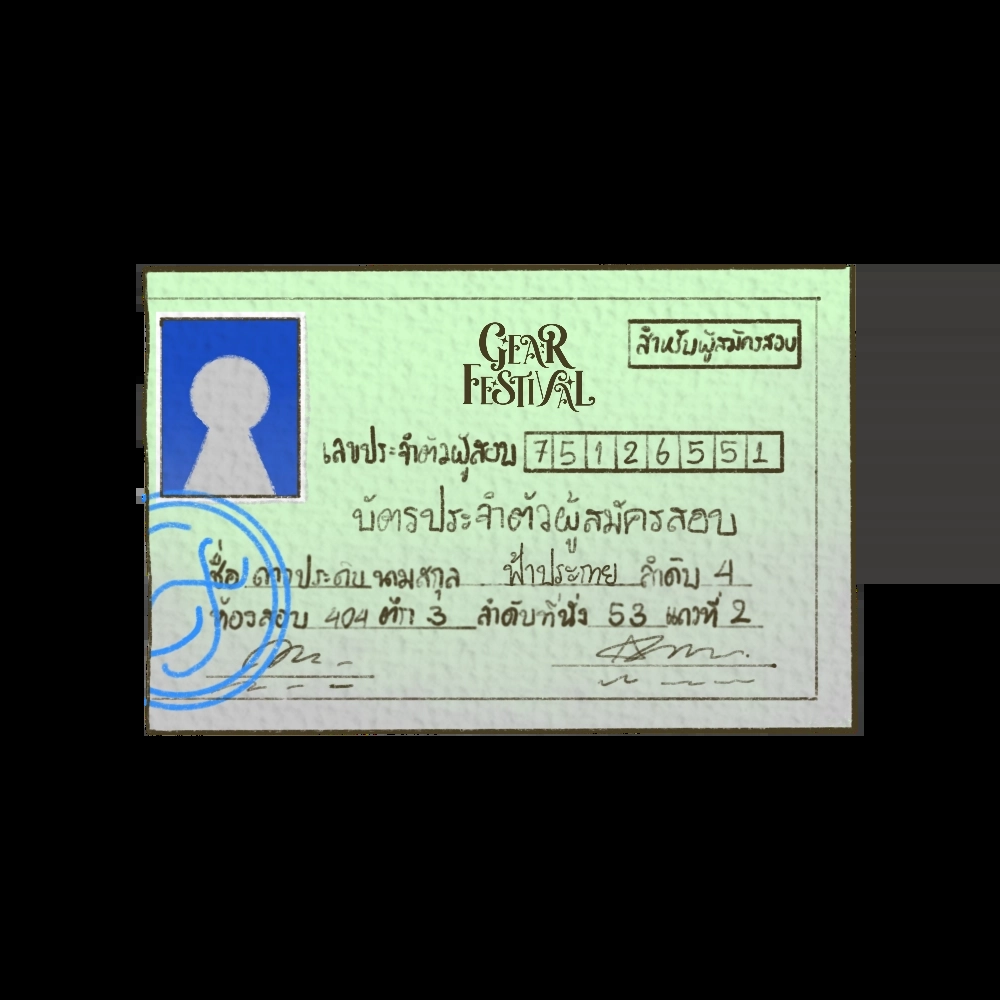 GEAR
FESTIVAL
สำหรับผู้สมัครสอบ
เลขประจำตัวผู้สอบ 75126551
บัตรประจำตัวผู้สมัครสอบ
ชื่อ ดาวประดับ นามสกุล ฟ้าประกาย ลำดับ 4
ห้องสอบ 404 ตึก 3 ลำดับที่นั่ง 53 แถวที่ 2